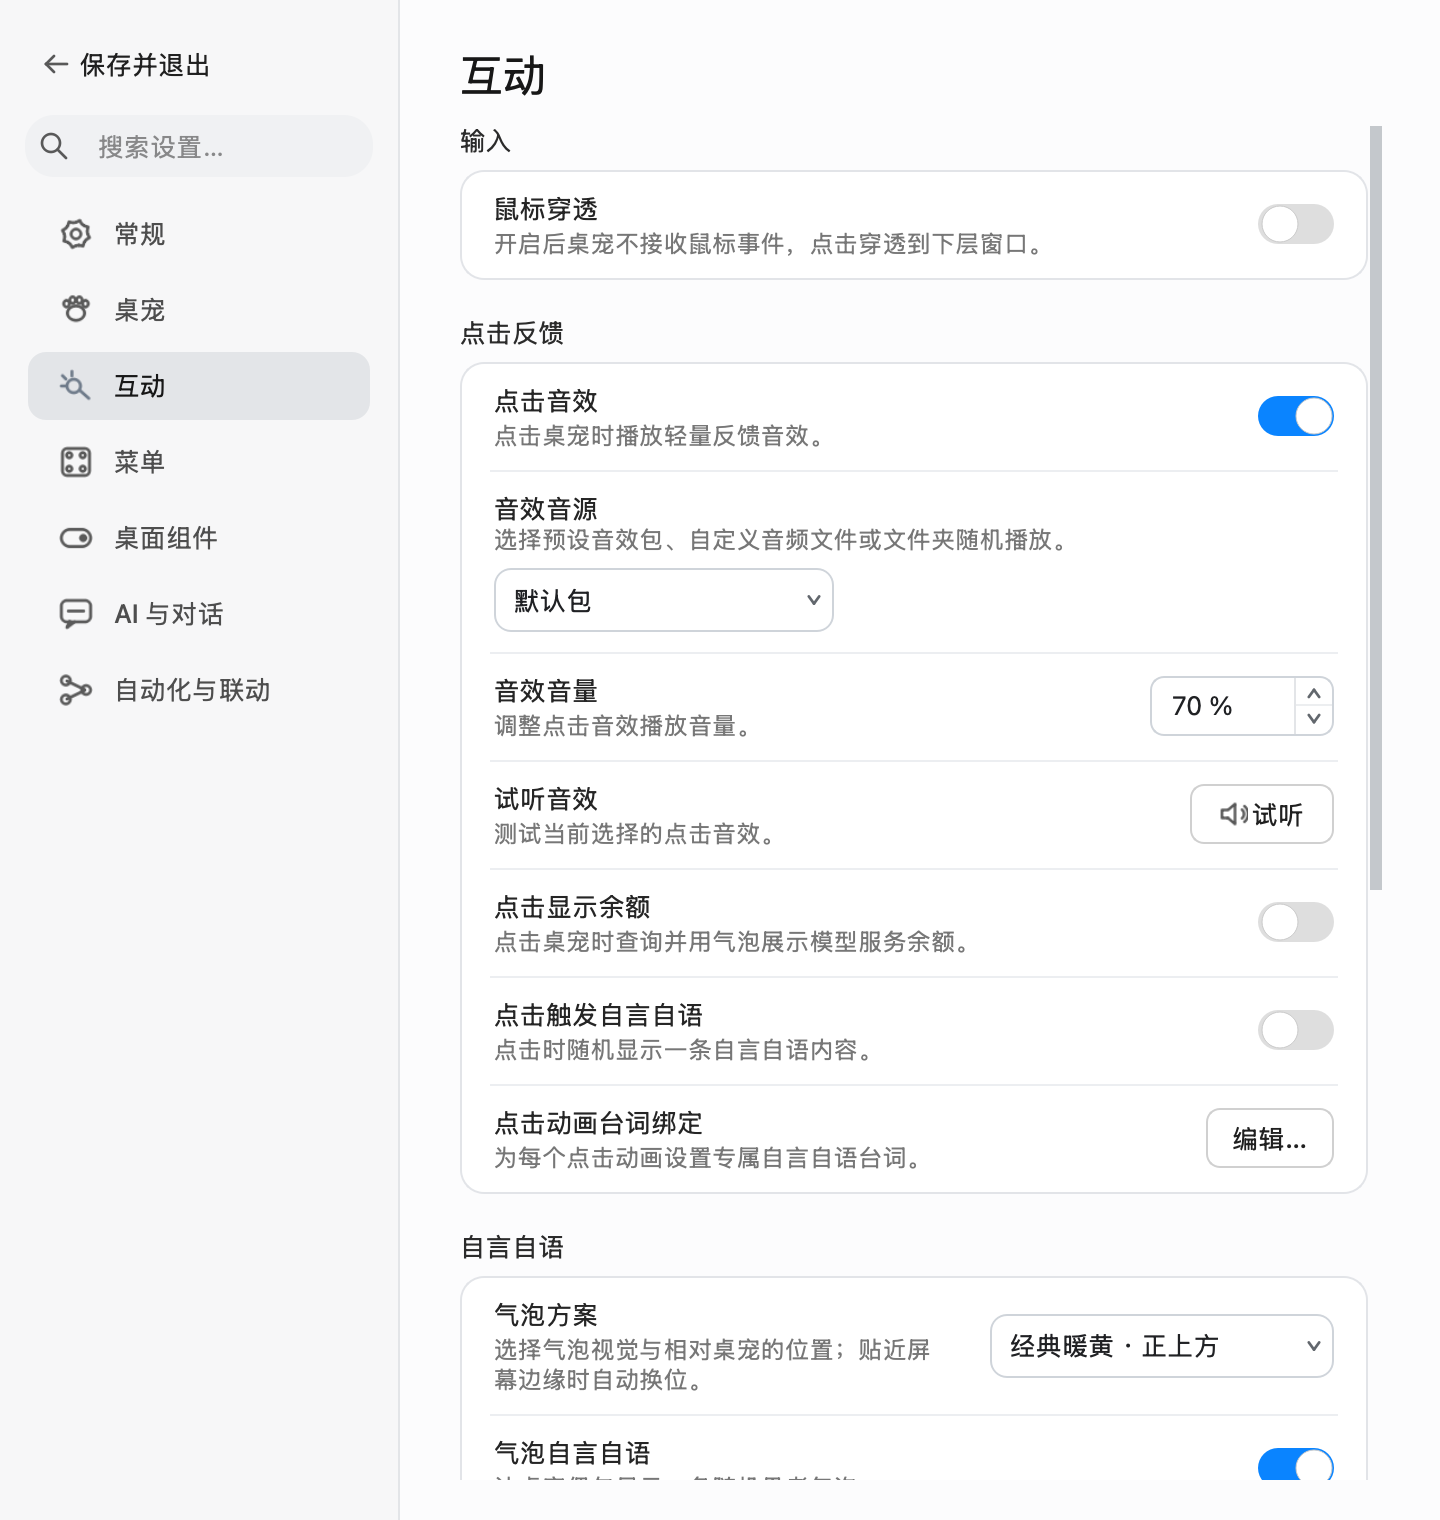 保存并退出
搜索设置...
常规
桌宠
互动
菜单
桌面组件
AI 与对话
自动化与联动
互动
输入
鼠标穿透
开启后桌宠不接收鼠标事件，点击穿透到下层窗口。
点击反馈
点击音效
点击桌宠时播放轻量反馈音效。
音效音源
选择预设音效包、自定义音频文件或文件夹随机播放。
默认包
音效音量
调整点击音效播放音量。
70 %
试听音效
测试当前选择的点击音效。
试听
点击显示余额
点击桌宠时查询并用气泡展示模型服务余额。
点击触发自言自语
点击时随机显示一条自言自语内容。
点击动画台词绑定
为每个点击动画设置专属自言自语台词。
编辑...
自言自语
气泡方案
选择气泡视觉与相对桌宠的位置；贴近屏
幕边缘时自动换位。
经典暖黄 · 正上方
气泡自言自语